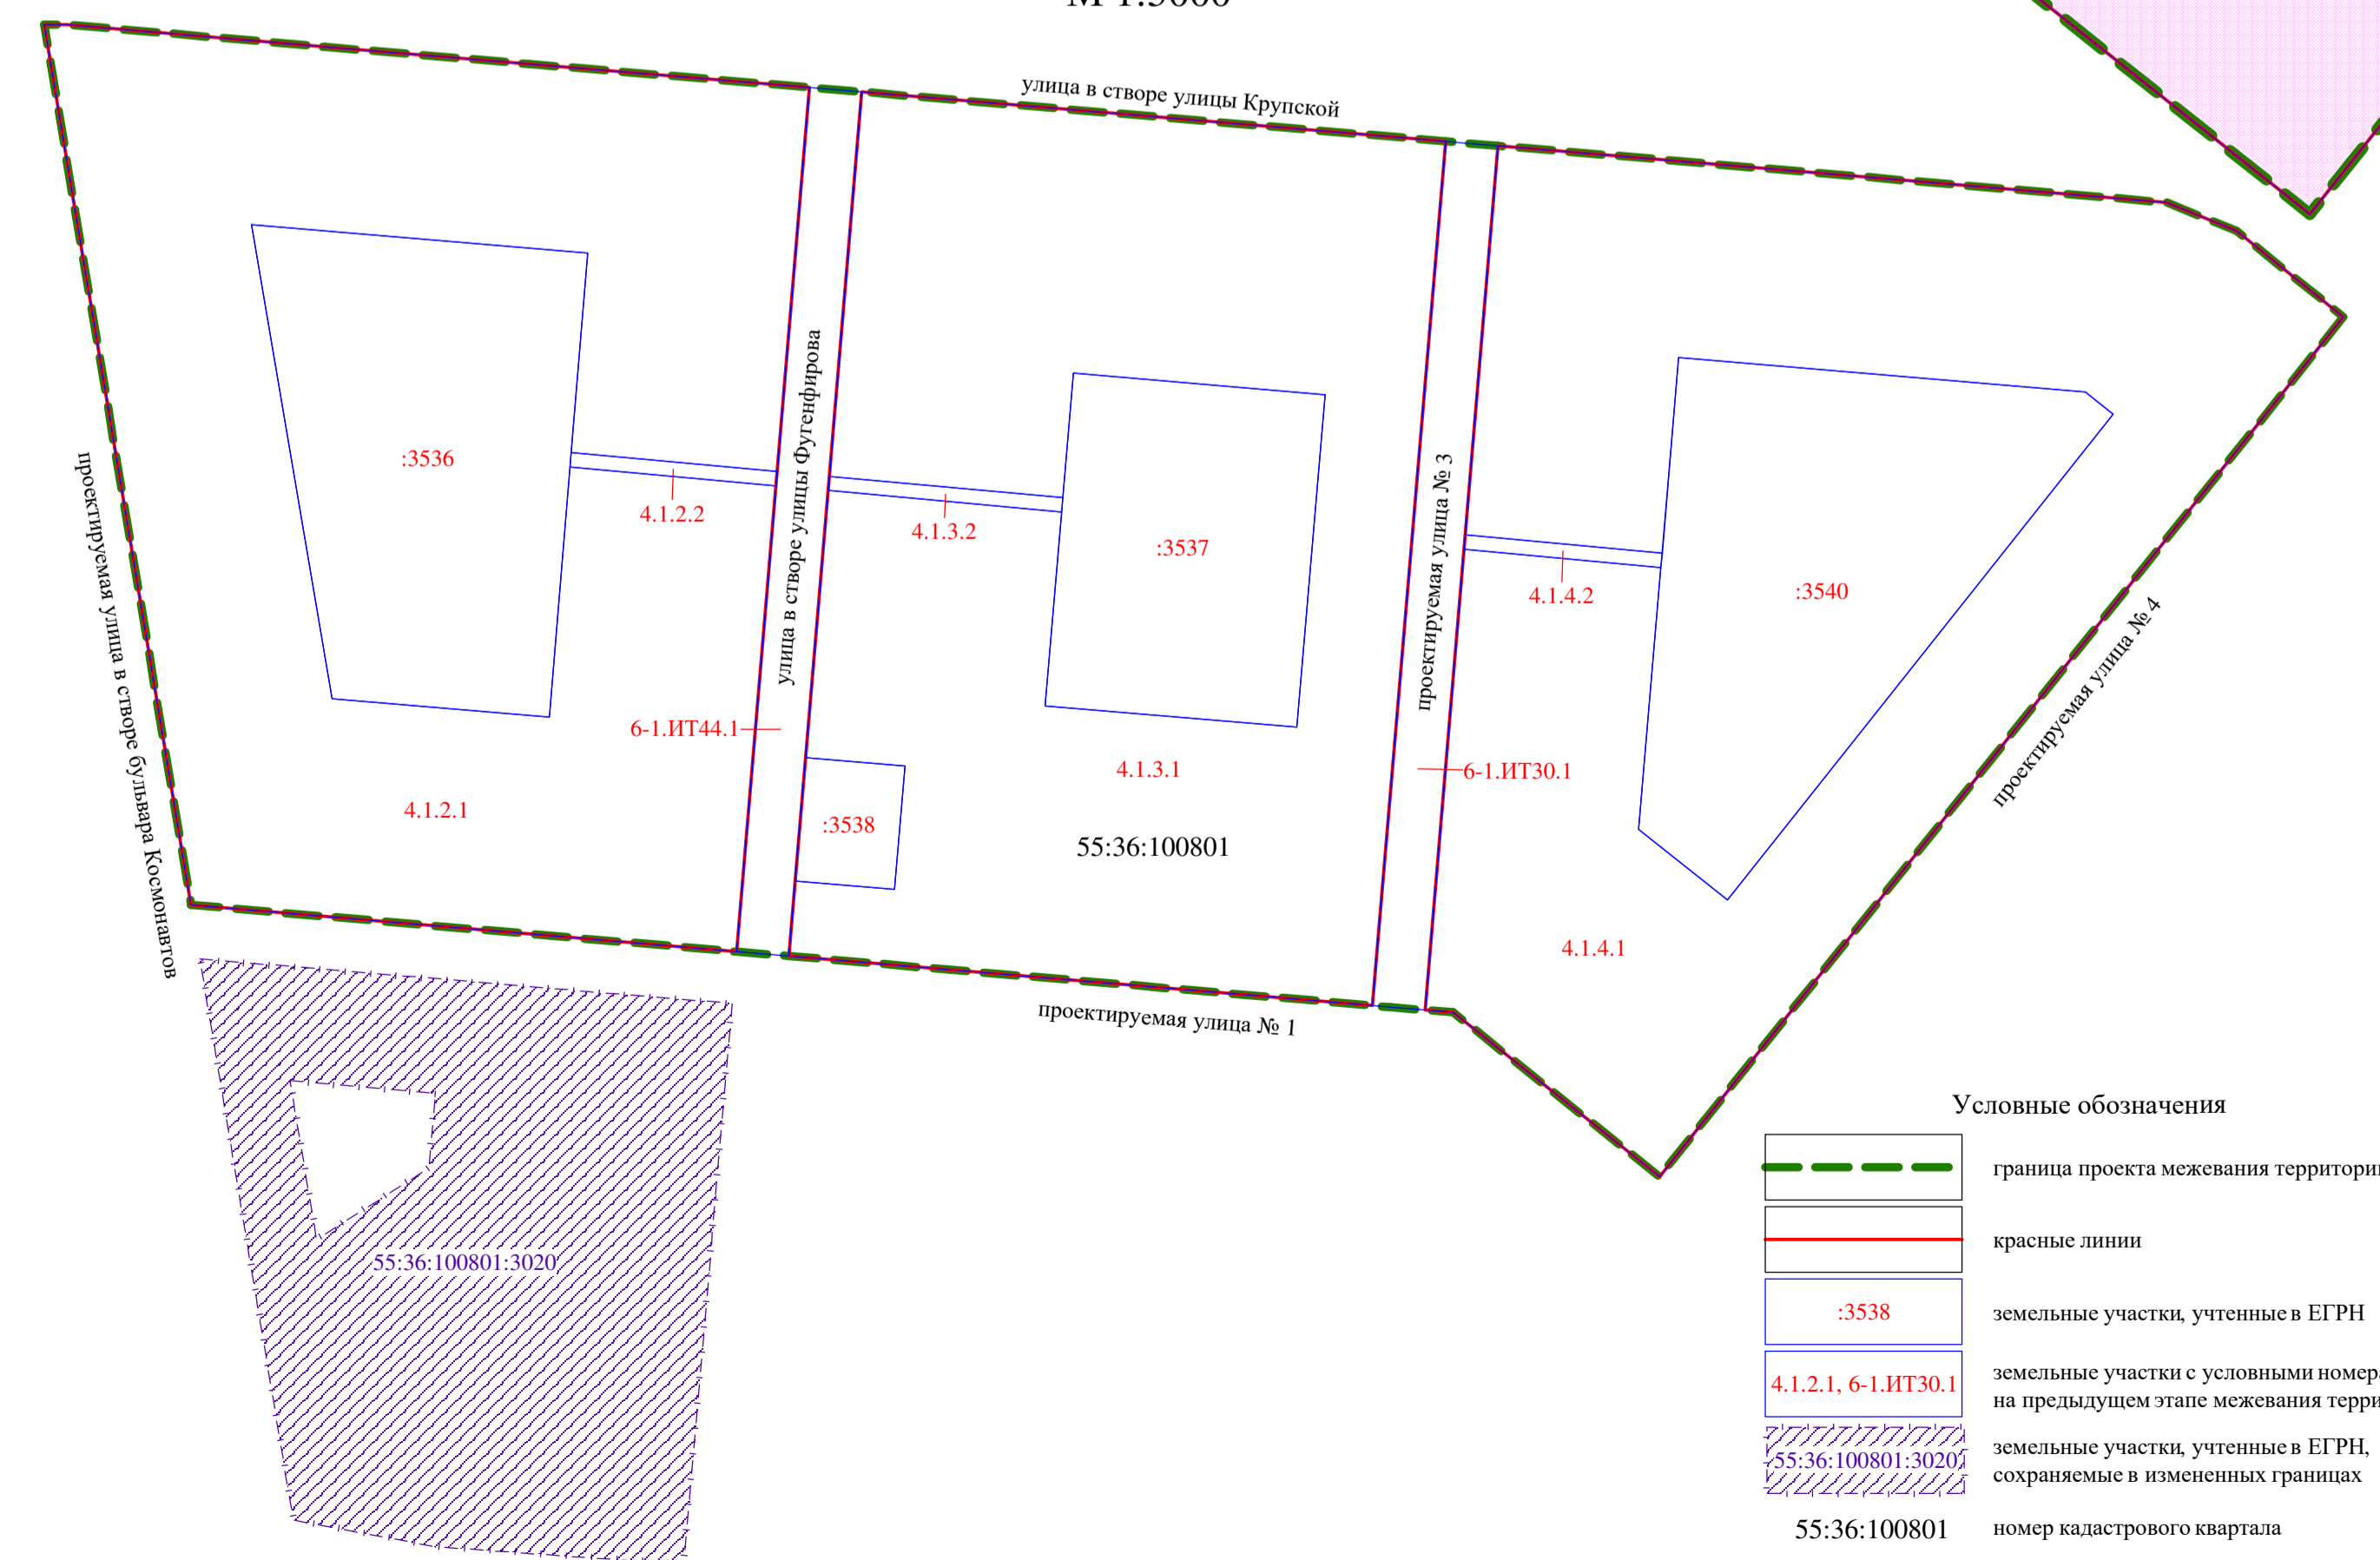 М 1:5000
улица в створе улицы Крупской
:3536
4.1.2.2
улица в створе улицы Фугенфирова
4.1.3.2
:3537
проектируемая улица № 3
4.1.4.2
:3540
проектируемая улица в створе бульвара Космонавтов
проектируемая улица № 4
6-1.ИТ44.1
4.1.3.1
6-1.ИТ30.1
4.1.2.1
:3538
55:36:100801
4.1.4.1
проектируемая улица № 1
55:36:100801:3020
Условные обозначения
граница проекта межевания
красные линии
:3538
земельные участки, учтенные в ЕГРН
4.1.2.1, 6-1.ИТ30.1
земельные участки с условными
на предыдущем этапе межевания
55:36:100801:3020
земельные участки, учтенные в ЕГРН,
сохраняемые в измененных границах
55:36:100801
номер кадастрового квартала